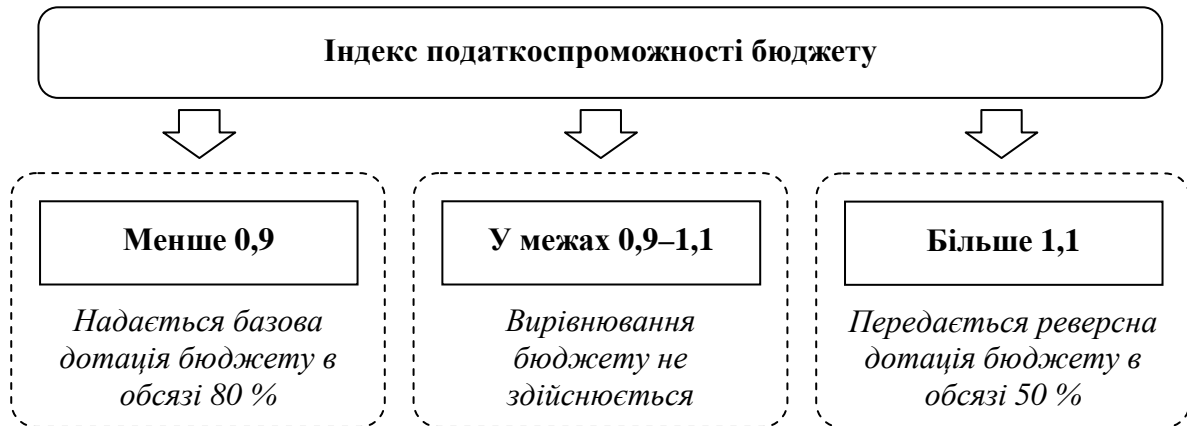 Індекс податкоспроможності бюджету
Менше 0,9
Надається базова
дотація бюджету в
обсязі 80 %
У межах 0,9–1,1
Вирівнювання
бюджету не
здійснюється
Більше 1,1
Передається реверсна
дотація бюджету в
обсязі 50 %